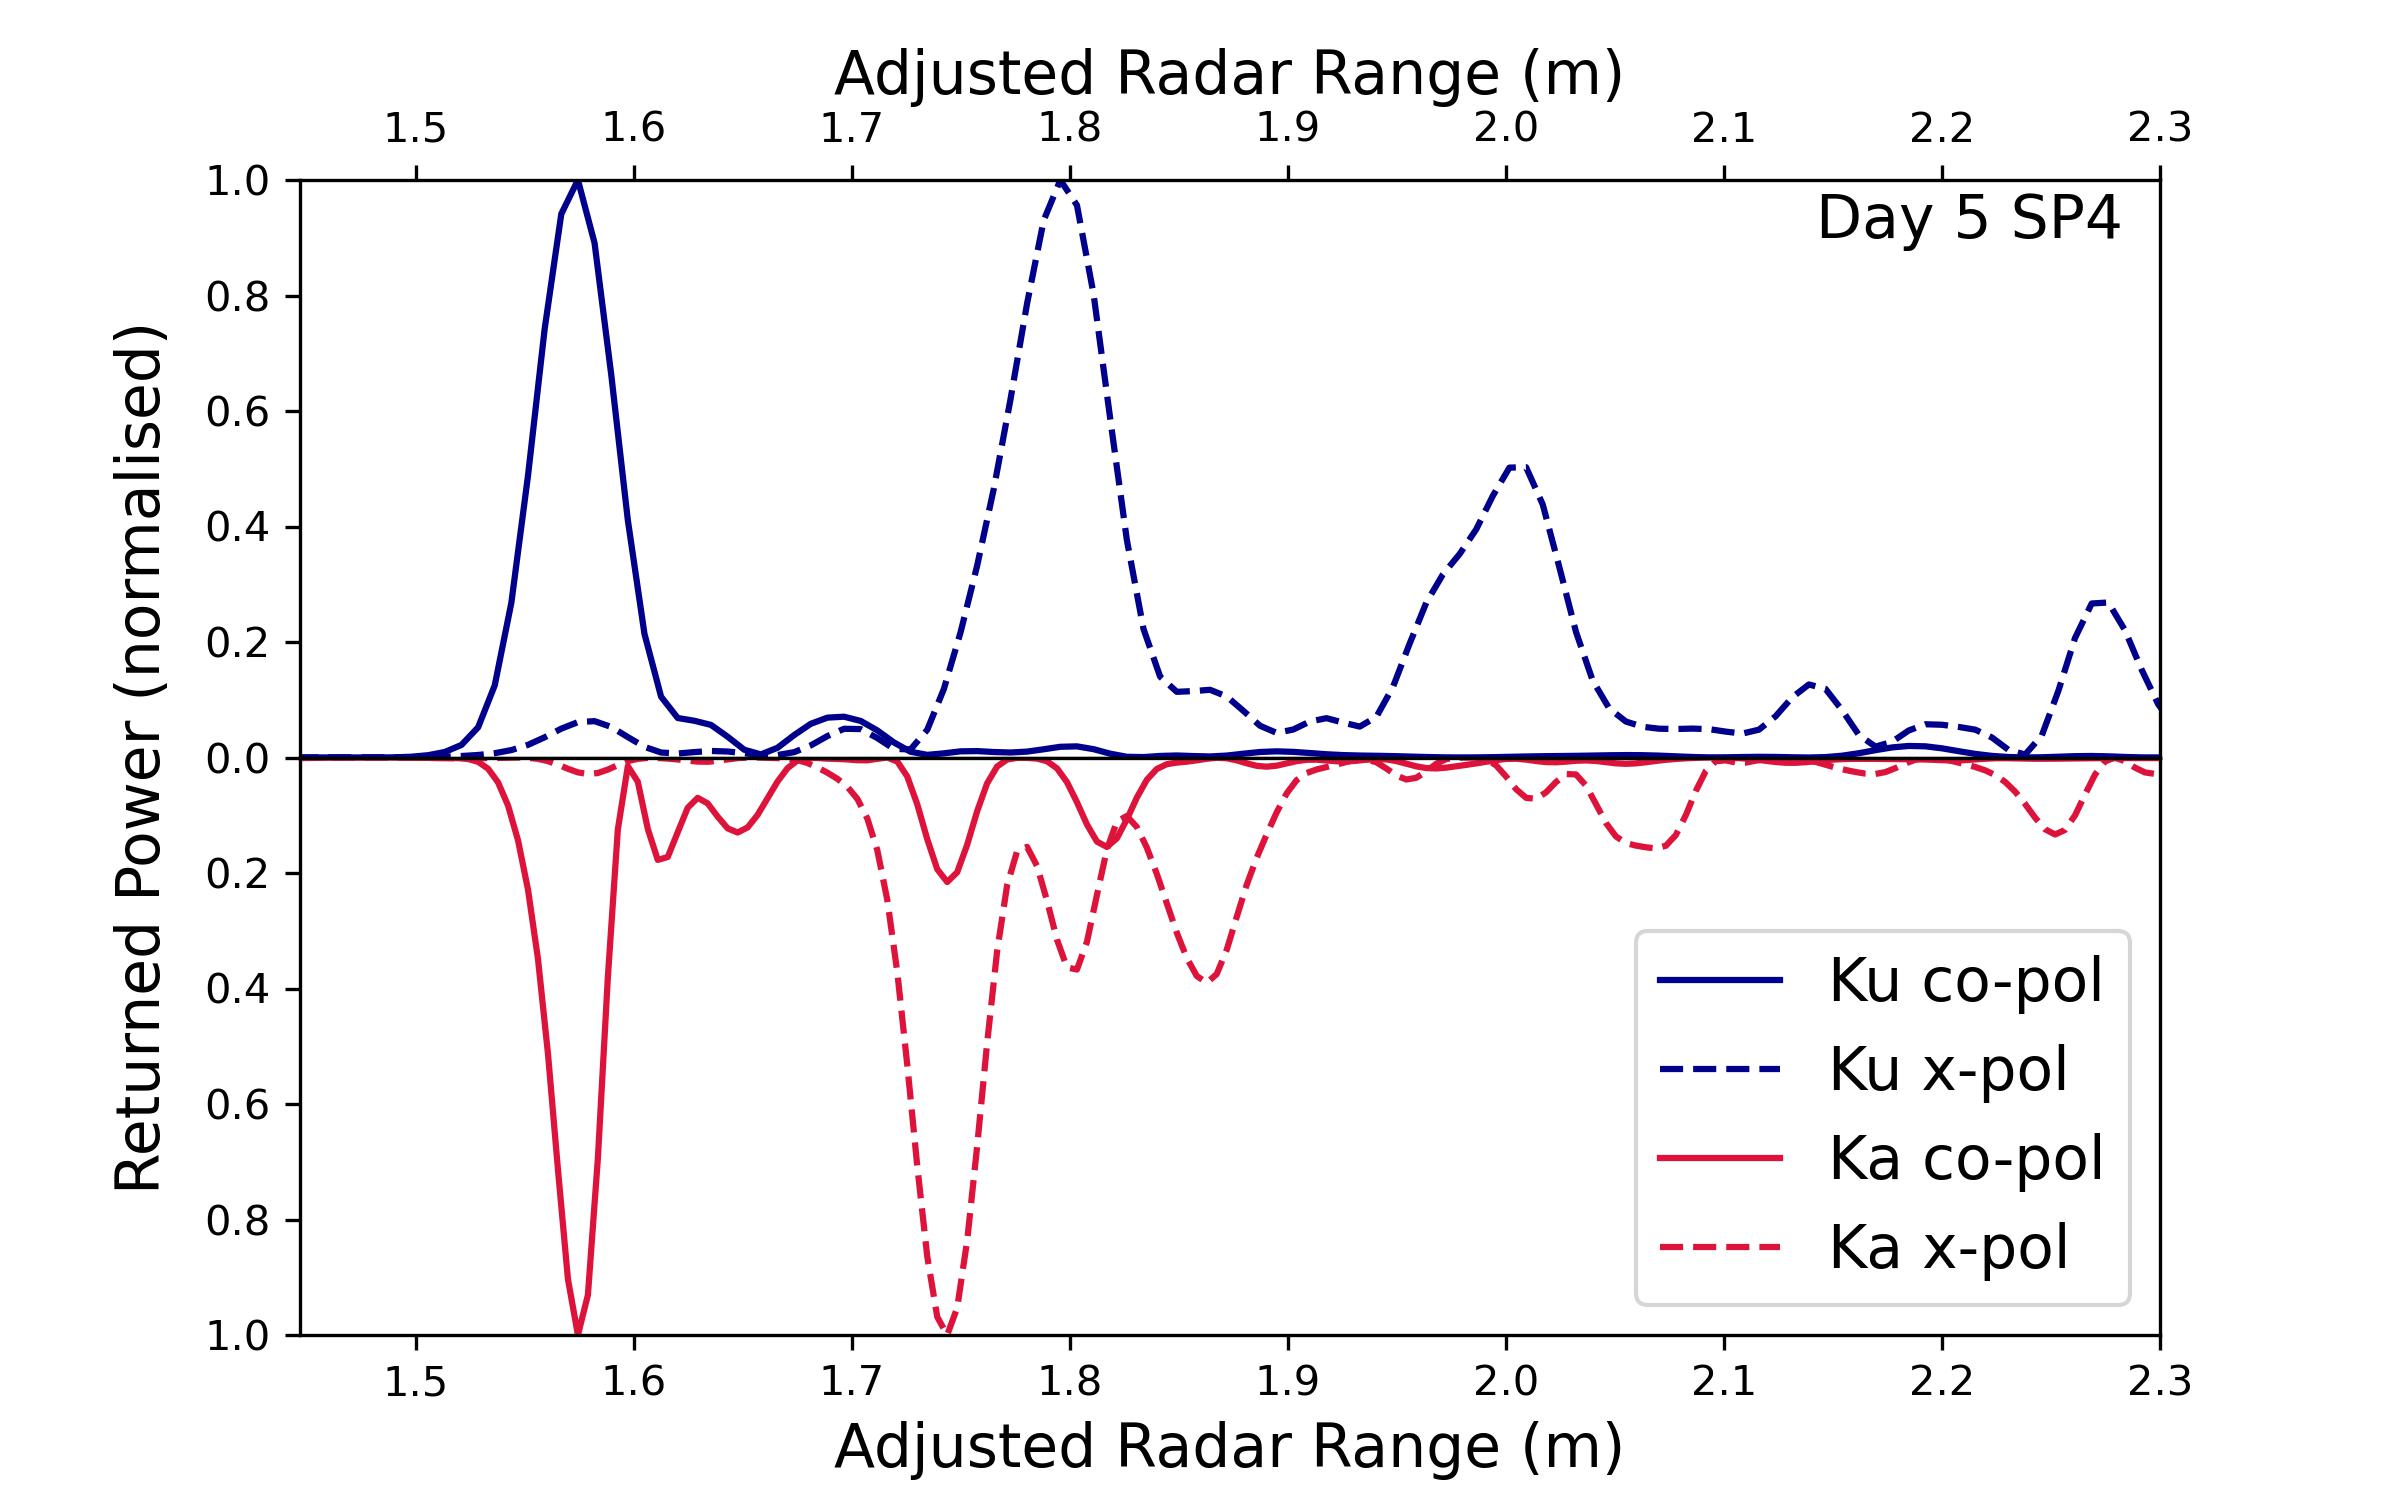 Adjusted Radar Range (m)
1.5 1.6 1.7 1.8 1.9 2.0 2.1 2.2 2.3
Day 5 SP4
Returned Power (normalised)
1.0
0.8
0.6
0.4
0.2
0.0
0.2
0.4
0.6
0.8
1.0
Ku co-pol
Ku x-pol
Ka co-pol
Ka x-pol
1.5 1.6 1.7 1.8 1.9 2.0 2.1 2.2 2.3
Adjusted Radar Range (m)